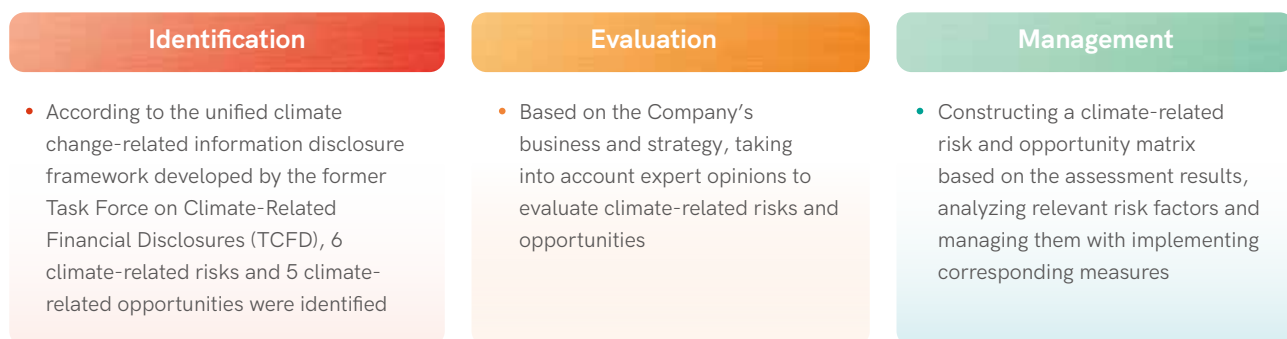 Identification
• According to the unified climate
change-related information disclosure
framework developed by the former
Task Force on Climate-Related
Financial Disclosures (TCFD), 6
climate-related risks and 5 climate-
related opportunities were identified
Evaluation
• Based on the Company's
business and strategy, taking
into account expert opinions to
evaluate climate-related risks and
opportunities
Management
• Constructing a climate-related
risk and opportunity matrix
based on the assessment results,
analyzing relevant risk factors and
managing them with implementing
corresponding measures